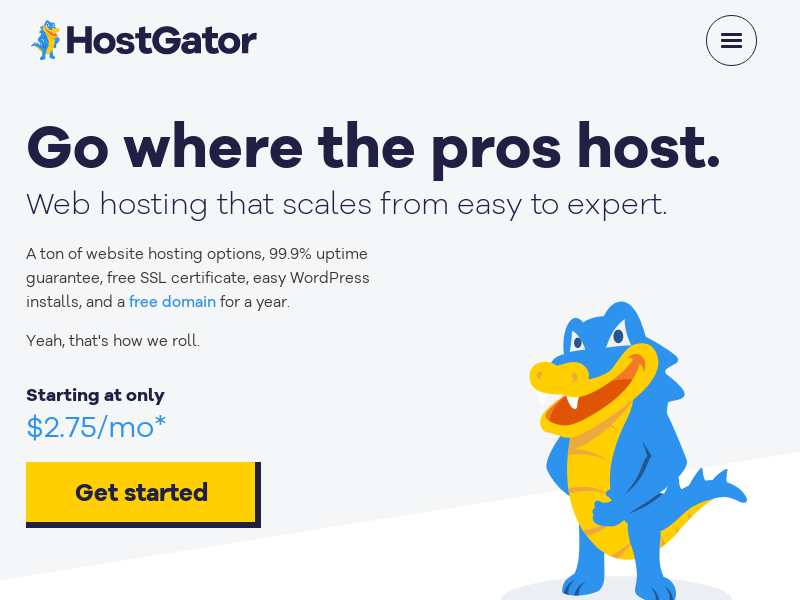 HostGator
Go where the pros host.
Web hosting that scales from easy to expert.
A ton of website hosting options, 99.9% uptime
guarantee, free SSL certificate, easy WordPress
installs, and a free domain for a year.
Yeah, that's how we roll.
Starting at only
$2.75/mo*
Get started